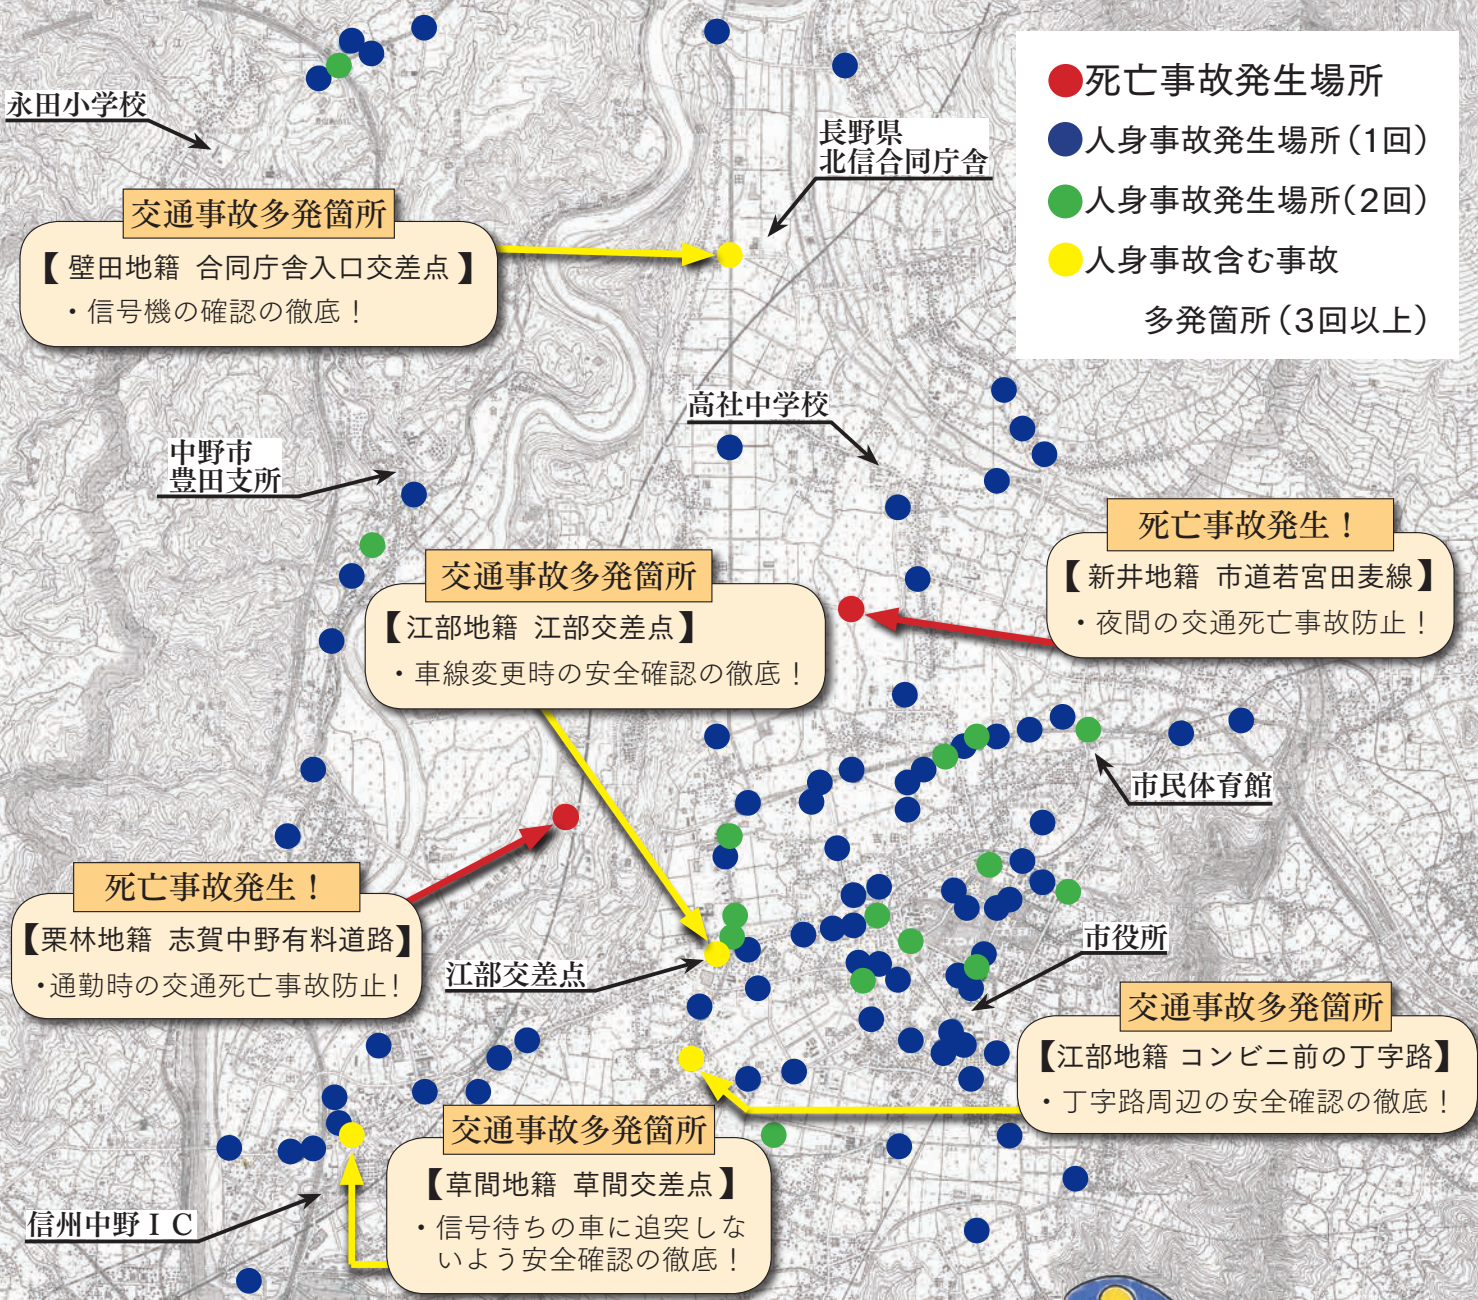 死亡事故発生場所
人身事故発生場所（1回）
人身事故発生場所（2回）
人身事故含む事故
多発箇所（3回以上）
永田小学校
長野県
北信合同庁舎
交通事故多発箇所
【壁田地籍 合同庁舎入口交差点】
・信号機の確認の徹底！
高社中学校
中野市
豊田支所
死亡事故発生！
【新井地籍 市道若宮田麦線】
・夜間の交通死亡事故防止！
交通事故多発箇所
【江部地籍 江部交差点】
・車線変更時の安全確認の徹底！
市民体育館
死亡事故発生！
【栗林地籍 志賀中野有料道路】
・通勤時の交通死亡事故防止！
江部交差点
市役所
交通事故多発箇所
【江部地籍 コンビニ前の丁字路】
・丁字路周辺の安全確認の徹底！
交通事故多発箇所
【草間地籍 草間交差点】
・信号待ちの車に追突しな
いよう安全確認の徹底！
信州中野ＩＣ